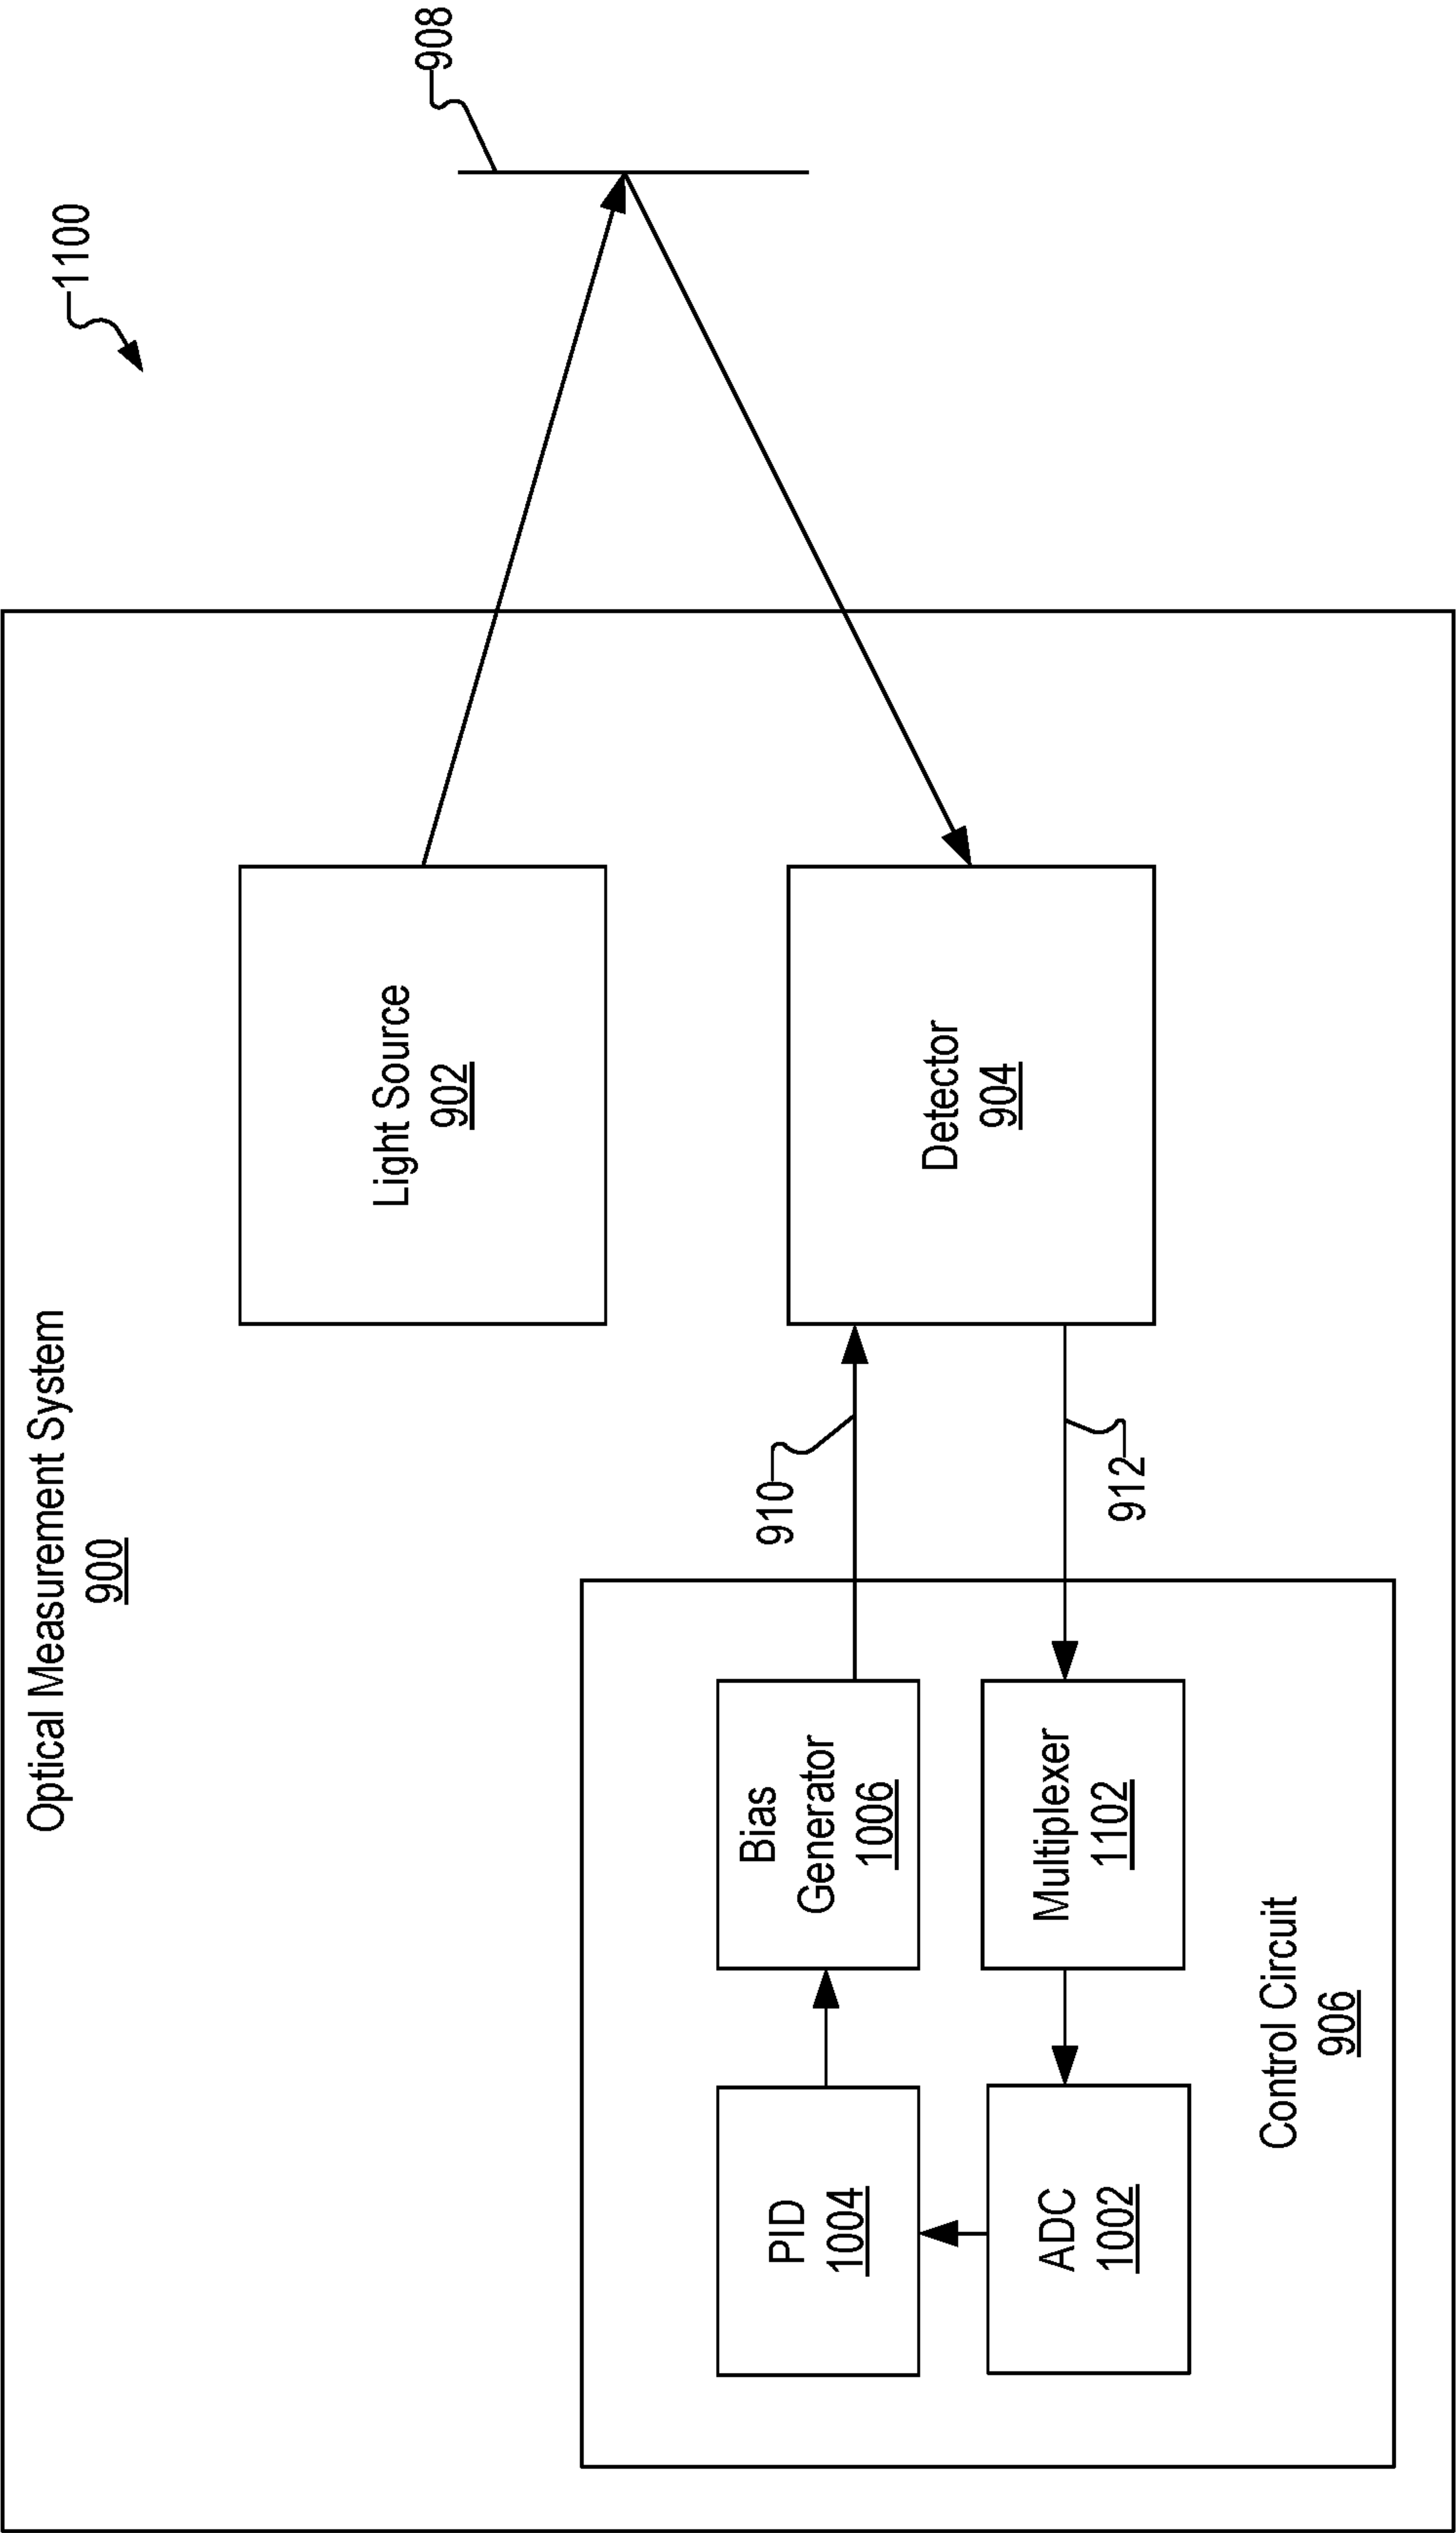 1100
908
Optical Measurement System
900
Light Source
902
Detector
904
910
912
Bias
Generator
1006
Multiplexer
1102
PID
1004
ADC
1002
Control Circuit
906